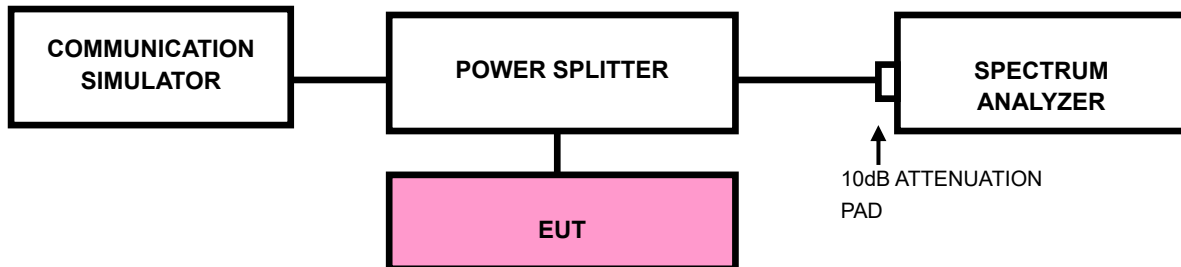 COMMUNICATION
SIMULATOR
POWER SPLITTER
SPECTRUM
ANALYZER
10dB ATTENUATION
PAD
EUT